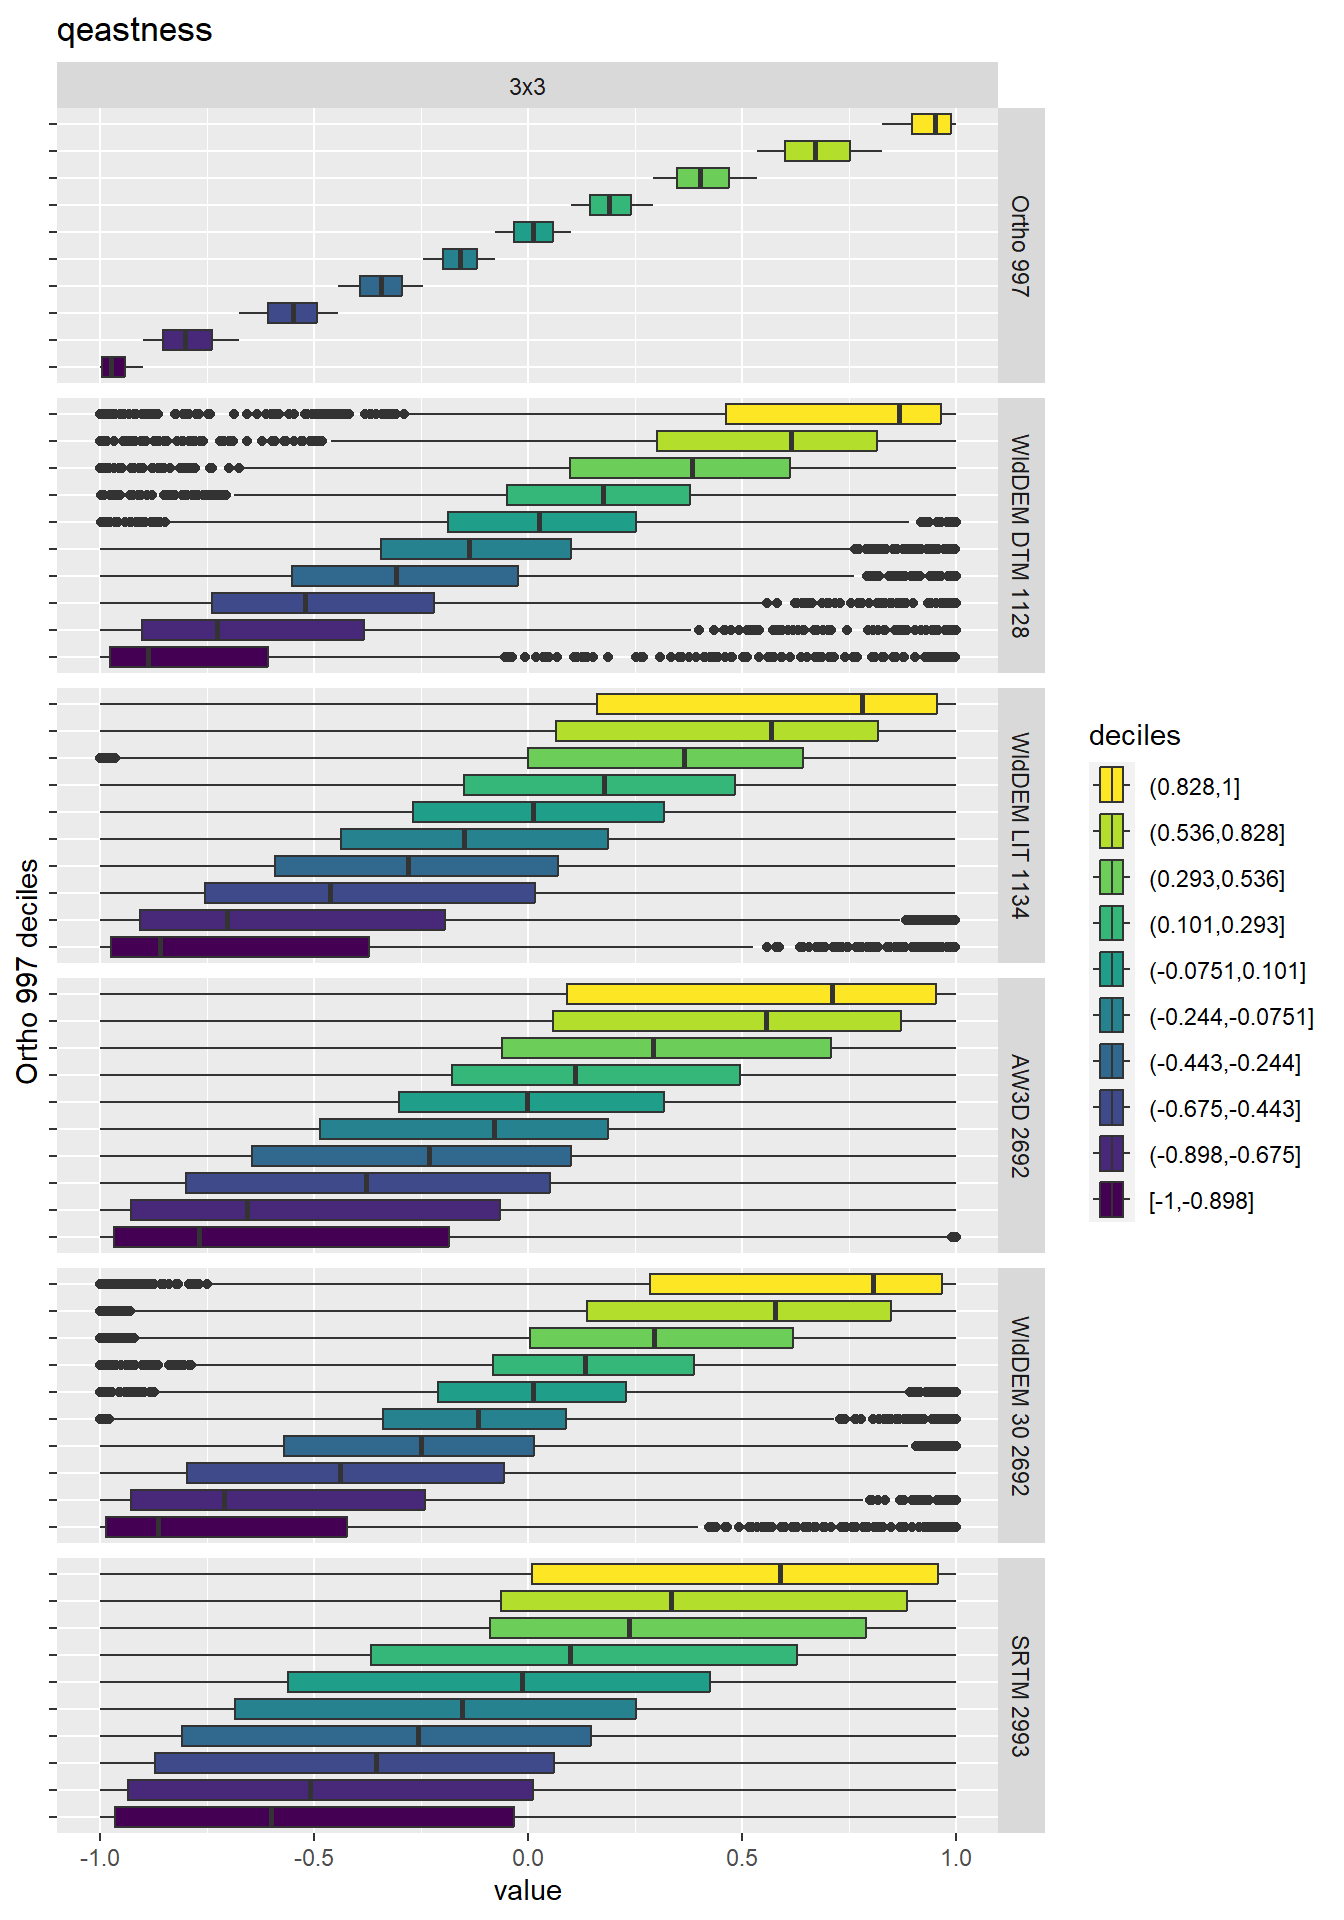 qeastness
3x3
Ortho 997
WldDEM DTM 1128
WldDEM LIT 1134
AW3D 2692
WldDEM 30 2692
SRTM 2993
Ortho 997 deciles
-1.0
-0.5
0.0
0.5
1.0
value
deciles
(0.828,1]
(0.536,0.828]
(0.293,0.536]
(0.101,0.293]
(-0.0751,0.101]
(-0.244,-0.0751]
(-0.443,-0.244]
(-0.675,-0.443]
(-0.898,-0.675]
[-1,-0.898]